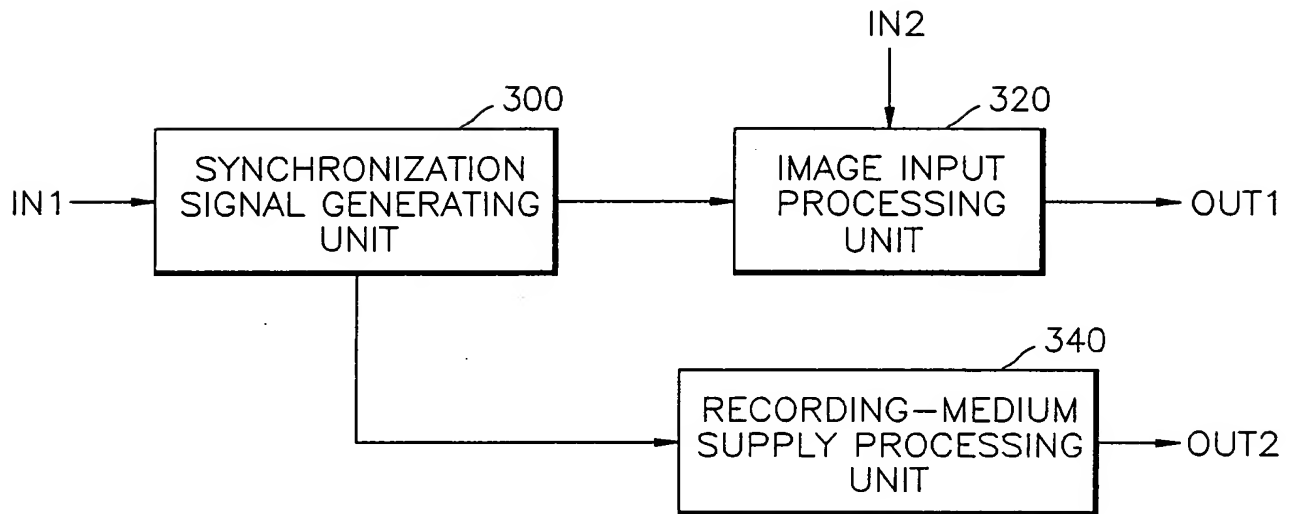 IN2
300
320
SYNCHRONIZATION
SIGNAL GENERATING
UNIT
IMAGE INPUT
PROCESSING
UNIT
IN1
OUT1
340
RECORDING-MEDIUM
SUPPLY PROCESSING
UNIT
OUT2